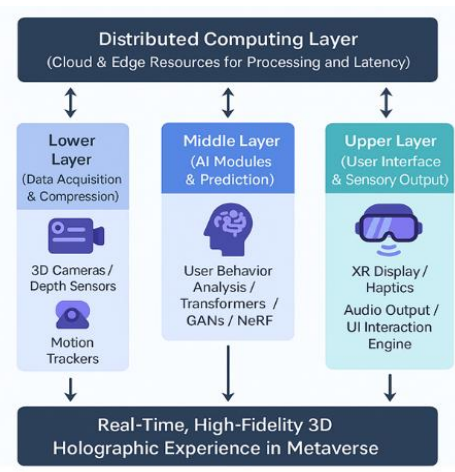 Distributed Computing Layer
(Cloud & Edge Resources for Processing and Latency)
Lower
Layer
(Data Acquisition
& Compression)
3D Cameras /
Depth Sensors
Motion
Trackers
Middle Layer
(AI Modules
& Prediction)
User Behavior
Analysis /
Transformers /
GANs / NeRF
Upper Layer
(User Interface
& Sensory Output)
XR Display /
Haptics
Audio Output /
UI Interaction
Engine
Real-Time, High-Fidelity 3D
Holographic Experience in Metaverse